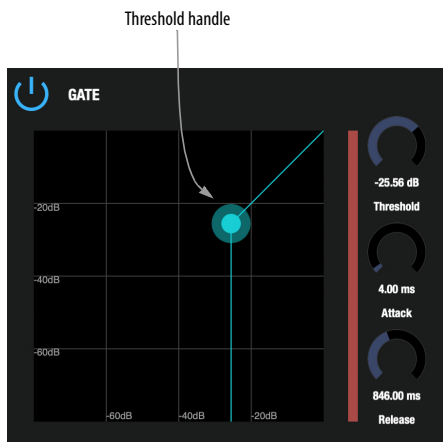 Threshold handle
GATE
-20dB
-40dB
-60dB
-60dB
-40dB
-20dB
-25.56 dB
Threshold
4.00 ms
Attack
846.00 ms
Release